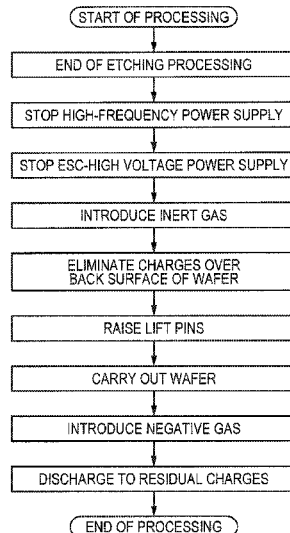 START OF PROCESSING
END OF ETCHING PROCESSING
STOP HIGH-FREQUENCY POWER SUPPLY
STOP ESC-HIGH VOLTAGE POWER SUPPLY
INTRODUCE INERT GAS
ELIMINATE CHARGES OVER
BACK SURFACE OF WAFER
RAISE LIFT PINS
CARRY OUT WAFER
INTRODUCE NEGATIVE GAS
DISCHARGE TO RESIDUAL CHARGES
END OF PROCESSING